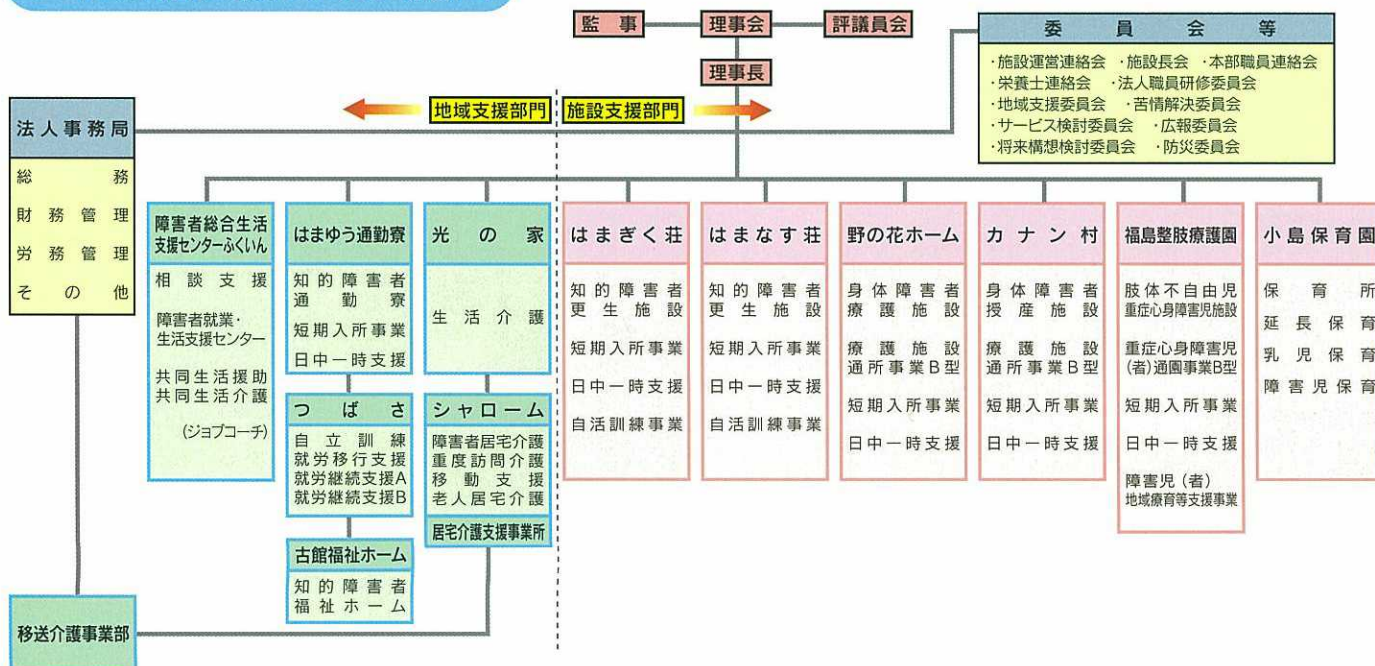 監事
理事会
評議員会
理事長
委員会等
・施設運営連絡会 ・施設長会 ・本部職員連絡会
・栄養士連絡会 ・法人職員研修委員会
・地域支援委員会 ・苦情解決委員会
・サービス検討委員会 ・広報委員会
・将来構想検討委員会 ・防災委員会
地域支援部門
施設支援部門
法人事務局
総務
財務管理
労務管理
その他
移送介護事業部
障害者総合生活
支援センターふくいん
相談支援
障害者就業・
生活支援センター
共同生活援助
共同生活介護
(ジョブコーチ)
はまゆう通勤寮
知的障害者
通勤寮
短期入所事業
日中一時支援
つばさ
自立訓練
就労移行支援
就労継続支援A
就労継続支援B
古館福祉ホーム
知的障害者
福祉ホーム
光の家
生活介護
シャローム
障害者居宅介護
重度訪問介護
移動支援
老人居宅介護
居宅介護支援事業所
はまぎく荘
知的障害者
更生施設
短期入所事業
日中一時支援
自活訓練事業
はまなす荘
知的障害者
更生施設
短期入所事業
日中一時支援
自活訓練事業
野の花ホーム
身体障害者
療護施設
療護施設
通所事業B型
短期入所事業
日中一時支援
カナン村
身体障害者
授産施設
療護施設
通所事業B型
短期入所事業
日中一時支援
福島整肢療護園
肢体不自由児
重症心身障害児施設
重症心身障害児
(者)通園事業B型
短期入所事業
日中一時支援
障害児(者)
地域療育等支援事業
小島保育園
保育所
延長保育
乳児保育
障害児保育